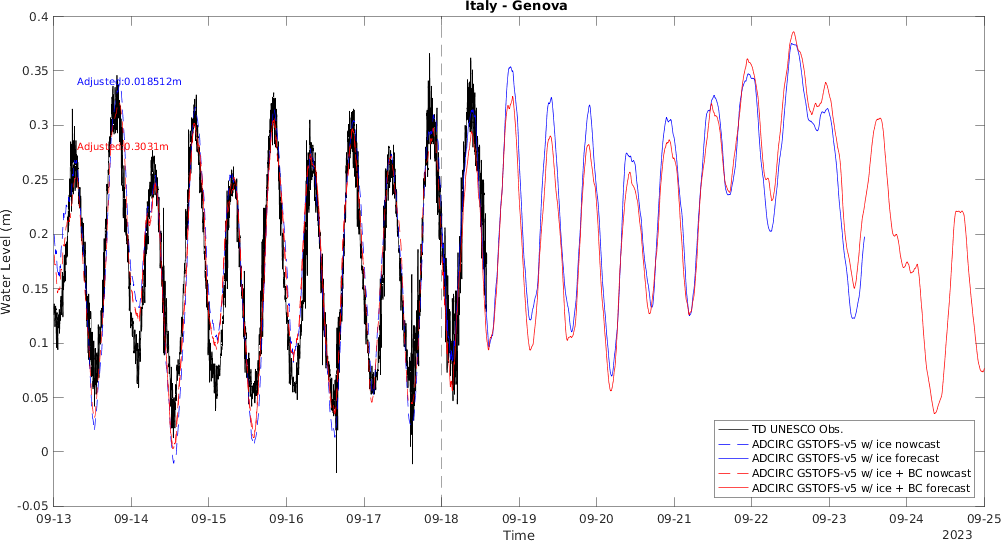 Italy - Genova
Water Level (m)
0.4
0.35
0.3
0.25
0.2
0.15
0.1
0.05
0
-0.05
Adjusted:0.018512m
Adjusted:0.3031m
TD UNESCO Obs.
ADCIRC GSTOFS-v5 w/ ice nowcast
ADCIRC GSTOFS-v5 w/ ice forecast
ADCIRC GSTOFS-v5 w/ ice + BC nowcast
ADCIRC GSTOFS-v5 w/ ice + BC forecast
09-13 09-14 09-15 09-16 09-17 09-18 09-19 09-20 09-21 09-22 09-23 09-24 09-25
Time
2023